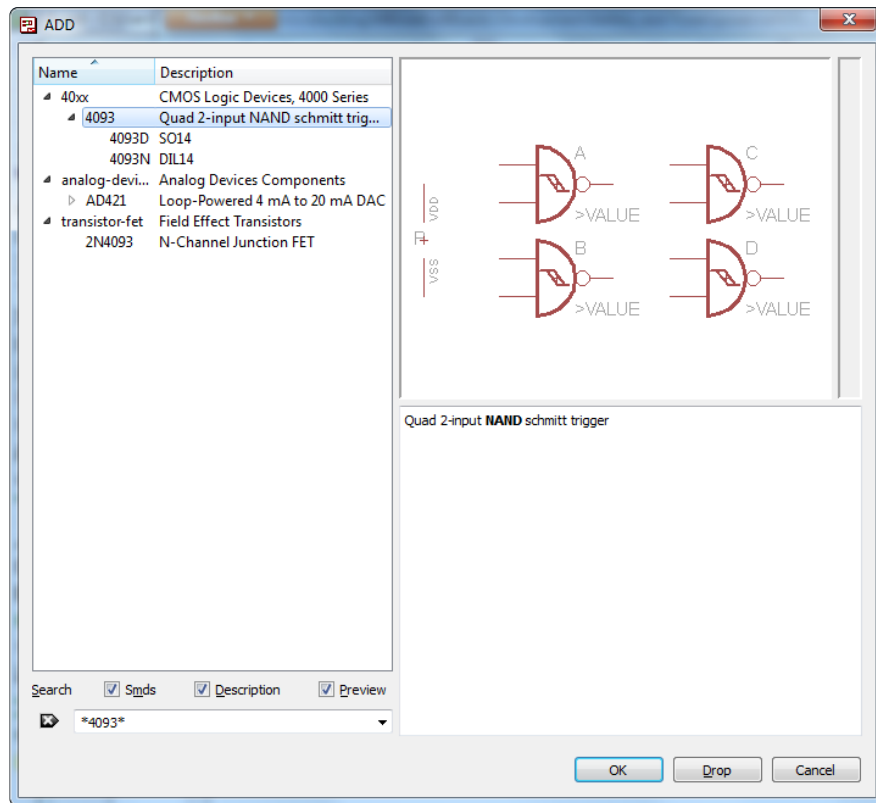 ADD
Name Description
40xx CMOS Logic Devices, 4000 Series
4093 Quad 2-input NAND schmitt trig...
4093D SO14
4093N DIL14
analog-devi... Analog Devices Components
AD421 Loop-Powered 4 mA to 20 mA DAC
transistor-fet Field Effect Transistors
2N4093 N-Channel Junction FET
A C
VDD
>VALUE >VALUE
P
B D
VSS
>VALUE >VALUE
Quad 2-input NAND schmitt trigger
Search Smds Description Preview
*4093*
OK Drop Cancel